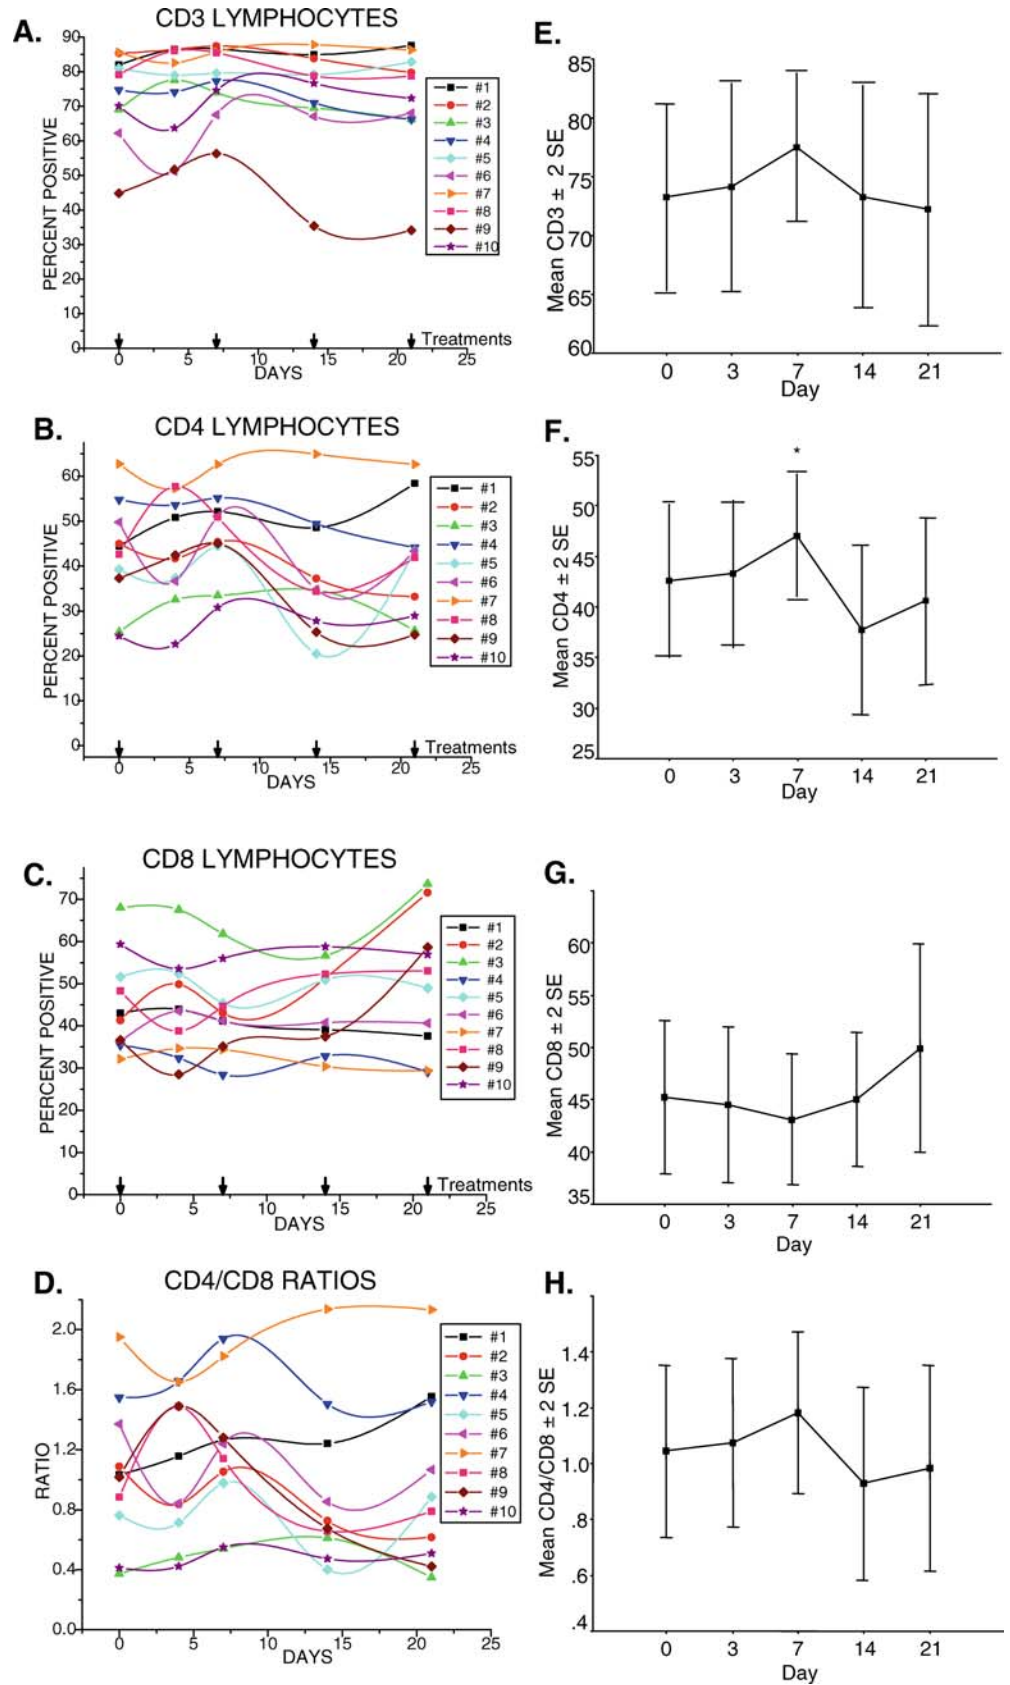 A.
CD3 LYMPHOCYTES
PERCENT POSITIVE
90
80
70
60
50
40
30
20
10
0
0 5 10 15 20 25
DAYS
Treatments
#1
#2
#3
#4
#5
#6
#7
#8
#9
#10
E.
Mean CD3 ± 2 SE
85
80
75
70
65
60
0 3 7 14 21
Day
B.
CD4 LYMPHOCYTES
PERCENT POSITIVE
60
50
40
30
20
10
0
0 5 10 15 20 25
DAYS
Treatments
#1
#2
#3
#4
#5
#6
#7
#8
#9
#10
F.
Mean CD4 ± 2 SE
55
50
45
40
35
30
25
*
0 3 7 14 21
Day
C.
CD8 LYMPHOCYTES
PERCENT POSITIVE
70
60
50
40
30
20
10
0
0 5 10 15 20 25
DAYS
Treatments
#1
#2
#3
#4
#5
#6
#7
#8
#9
#10
G.
Mean CD8 ± 2 SE
60
55
50
45
40
35
0 3 7 14 21
Day
D.
CD4/CD8 RATIOS
RATIO
2.0
1.6
1.2
0.8
0.4
0.0
0 5 10 15 20 25
DAYS
#1
#2
#3
#4
#5
#6
#7
#8
#9
#10
H.
Mean CD4/CD8 ± 2 SE
1.4
1.2
1.0
.8
.6
.4
0 3 7 14 21
Day